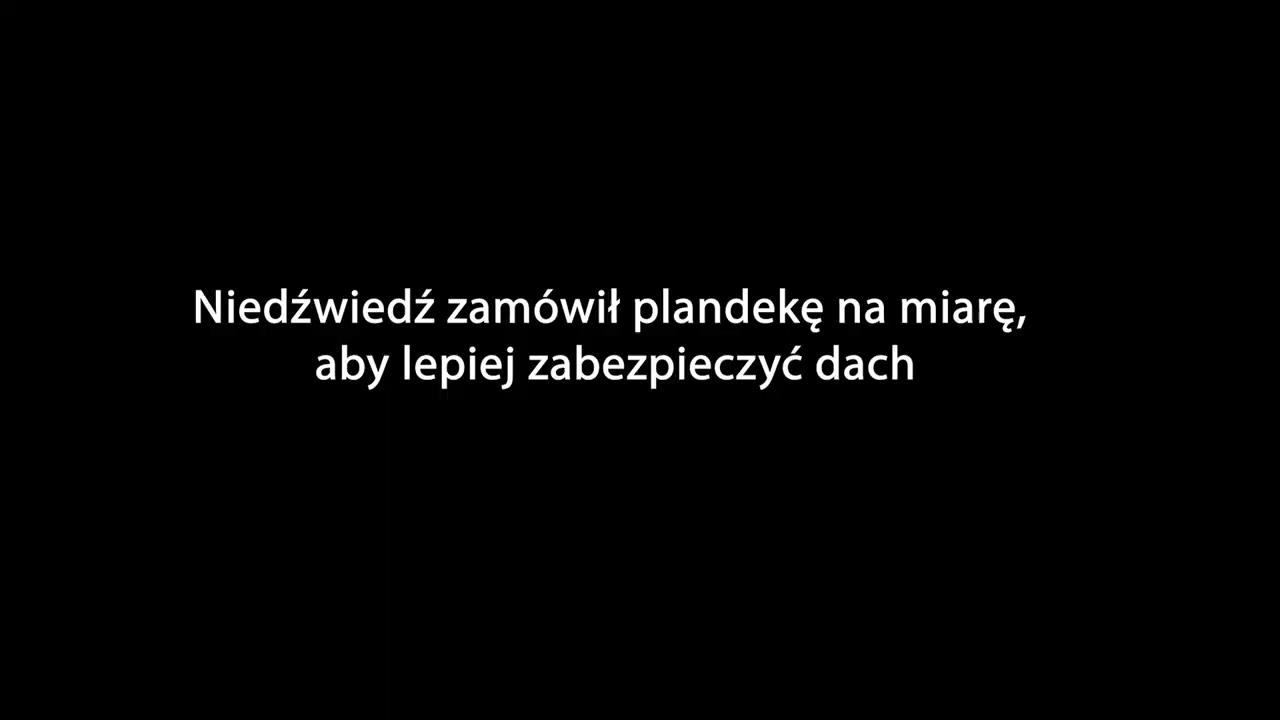 Niedźwiedź zamówił plandekę na miarę,
aby lepiej zabezpieczyć dach